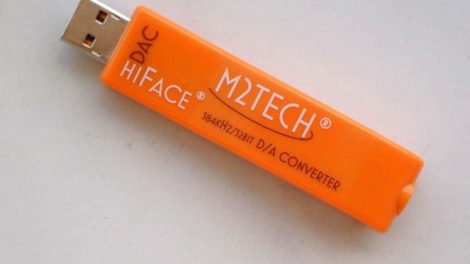 DAC
HIFACE®
M2TECH®
384KHZ/32BIT D/A CONVERTER